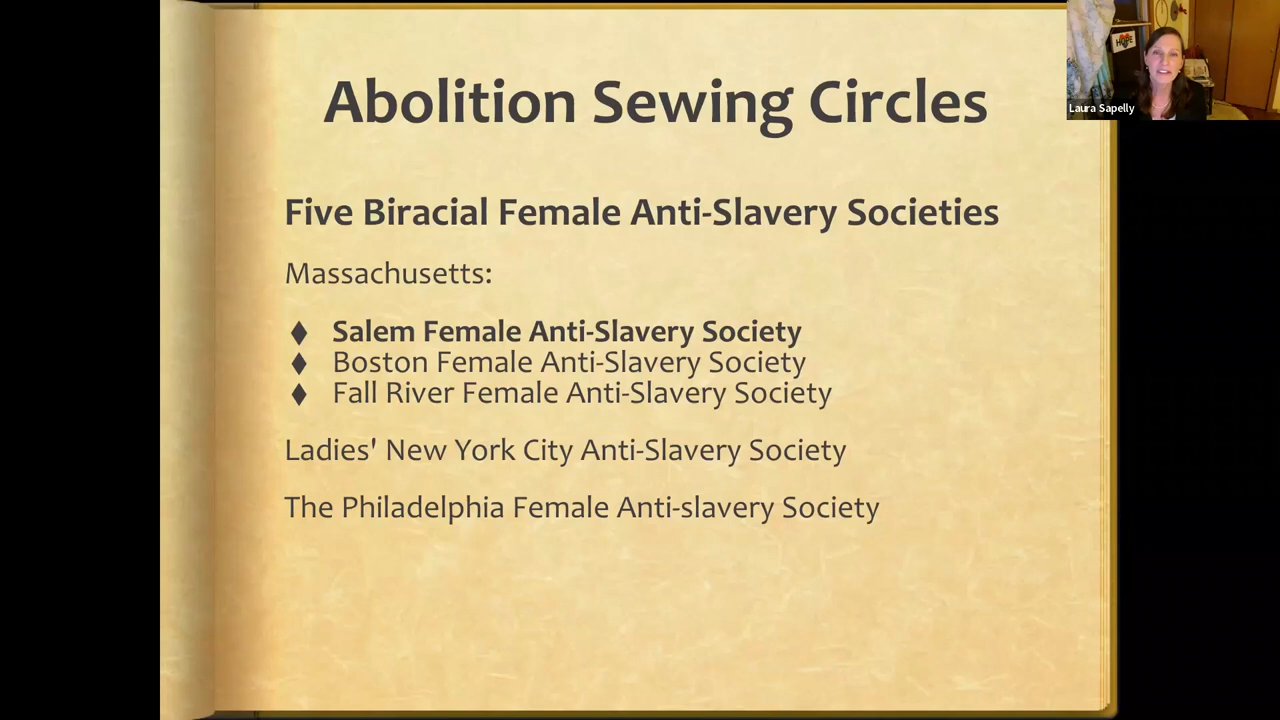 Abolition Sewing Circles
Five Biracial Female Anti-Slavery Societies
Massachusetts:
♦ Salem Female Anti-Slavery Society
♦ Boston Female Anti-Slavery Society
♦ Fall River Female Anti-Slavery Society
Ladies' New York City Anti-Slavery Society
The Philadelphia Female Anti-slavery Society
HOPE
Laura Sapelly